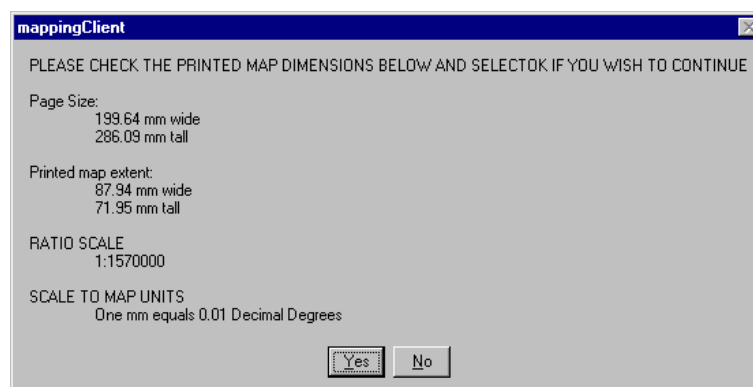 mappingClient
PLEASE CHECK THE PRINTED MAP DIMENSIONS BELOW AND SELECTOK IF YOU WISH TO CONTINUE
Page Size:
199.64 mm wide
286.09 mm tall
Printed map extent:
87.94 mm wide
71.95 mm tall
RATIO SCALE
1:1570000
SCALE TO MAP UNITS
One mm equals 0.01 Decimal Degrees
Yes No